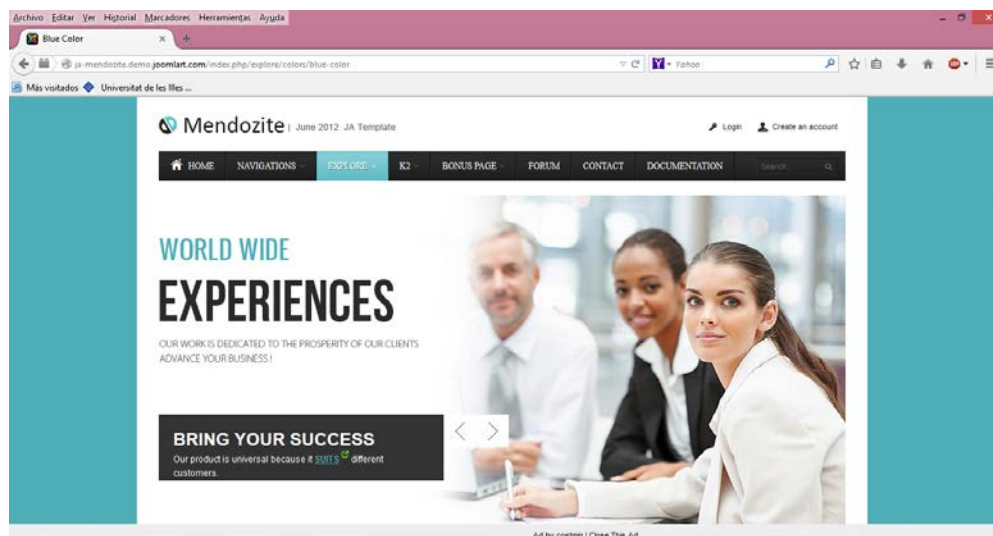 Archivo Editar Ver Historial Marcadores Herramientas Ayuda
Blue Color
ja-mendozite.demo.joomlart.com/index.php/explore/colors/blue-color
Yahoo
Más visitados Universitat de les Illes ...
Mendozite June 2012 JA Template
Login Create an account
HOME NAVIGATIONS EXPLORE K2 BONUS PAGE FORUM CONTACT DOCUMENTATION Search...
WORLD WIDE
EXPERIENCES
OUR WORK IS DEDICATED TO THE PROSPERITY OF OUR CLIENTS
ADVANCE YOUR BUSINESS !
BRING YOUR SUCCESS
Our product is universal because it SUITS different
customers.
Ad by | Close This Ad